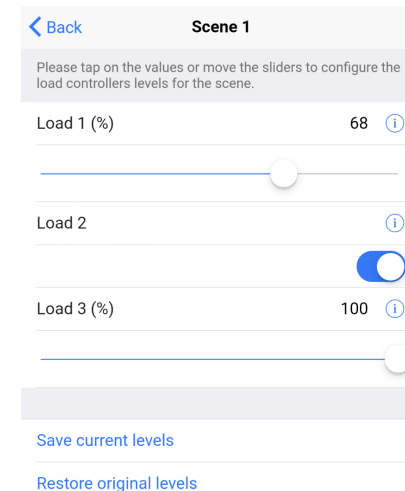 Back
Scene 1
Please tap on the values or move the sliders to configure the
load controllers levels for the scene.
Load 1 (%) 68 i
Load 2 i
Load 3 (%) 100 i
Save current levels
Restore original levels